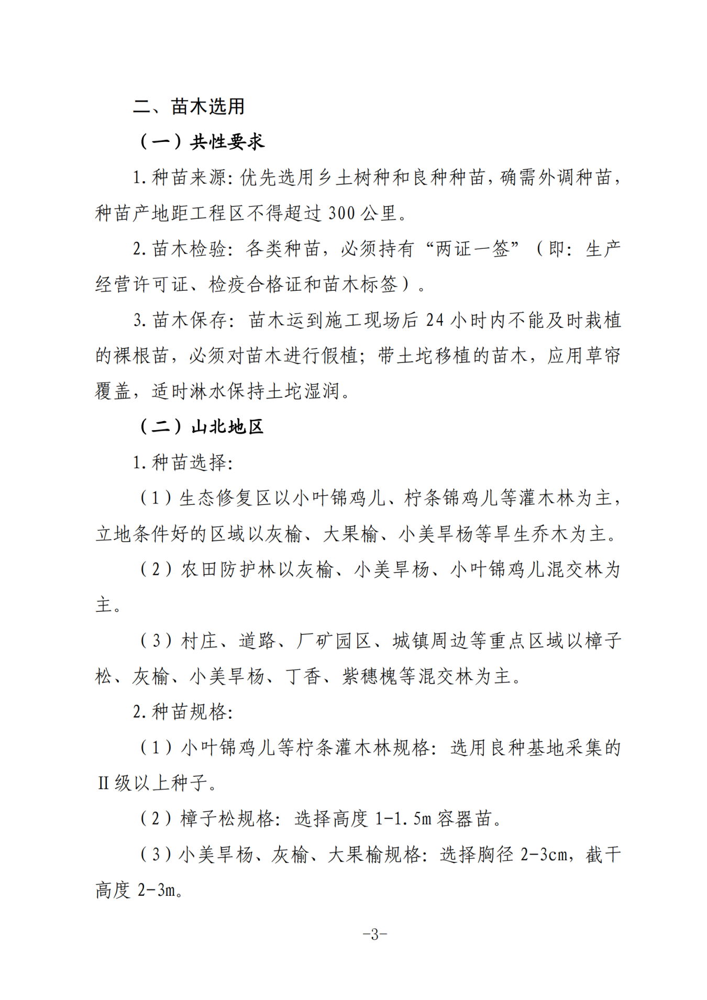 二、苗木选用
（一）共性要求
1.种苗来源：优先选用乡土树种和良种种苗，确需外调种苗，
种苗产地距工程区不得超过 300 公里。
2.苗木检验：各类种苗，必须持有“两证一签”（即：生产
经营许可证、检疫合格证和苗木标签）。
3.苗木保存：苗木运到施工现场后 24 小时内不能及时栽植
的裸根苗，必须对苗木进行假植；带土坨移植的苗木，应用草帘
覆盖，适时淋水保持土坨湿润。
（二）山北地区
1.种苗选择：
（1）生态修复区以小叶锦鸡儿、柠条锦鸡儿等灌木林为主，
立地条件好的区域以灰榆、大果榆、小美旱杨等旱生乔木为主。
（2）农田防护林以灰榆、小美旱杨、小叶锦鸡儿混交林为
主。
（3）村庄、道路、厂矿园区、城镇周边等重点区域以樟子
松、灰榆、小美旱杨、丁香、紫穗槐等混交林为主。
2.种苗规格：
（1）小叶锦鸡儿等柠条灌木林规格：选用良种基地采集的
Ⅱ级以上种子。
（2）樟子松规格：选择高度 1-1.5m 容器苗。
（3）小美旱杨、灰榆、大果榆规格：选择胸径 2-3cm，截干
高度 2-3m。
-3-